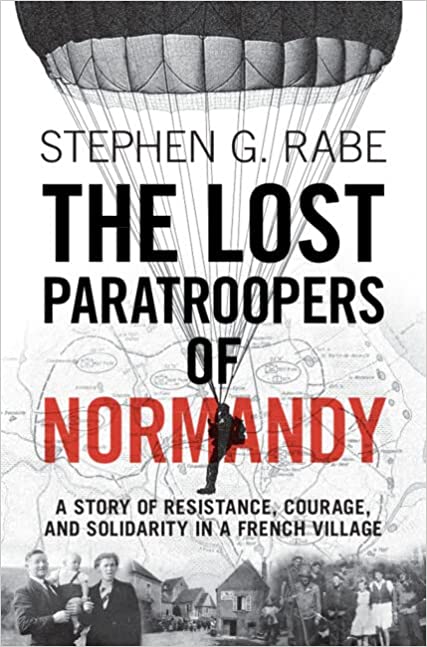 STEPHEN G. RABE
THE LOST
PARATROOPERS
OF
NORMANDY
A STORY OF RESISTANCE, COURAGE,
AND SOLIDARITY IN A FRENCH VILLAGE